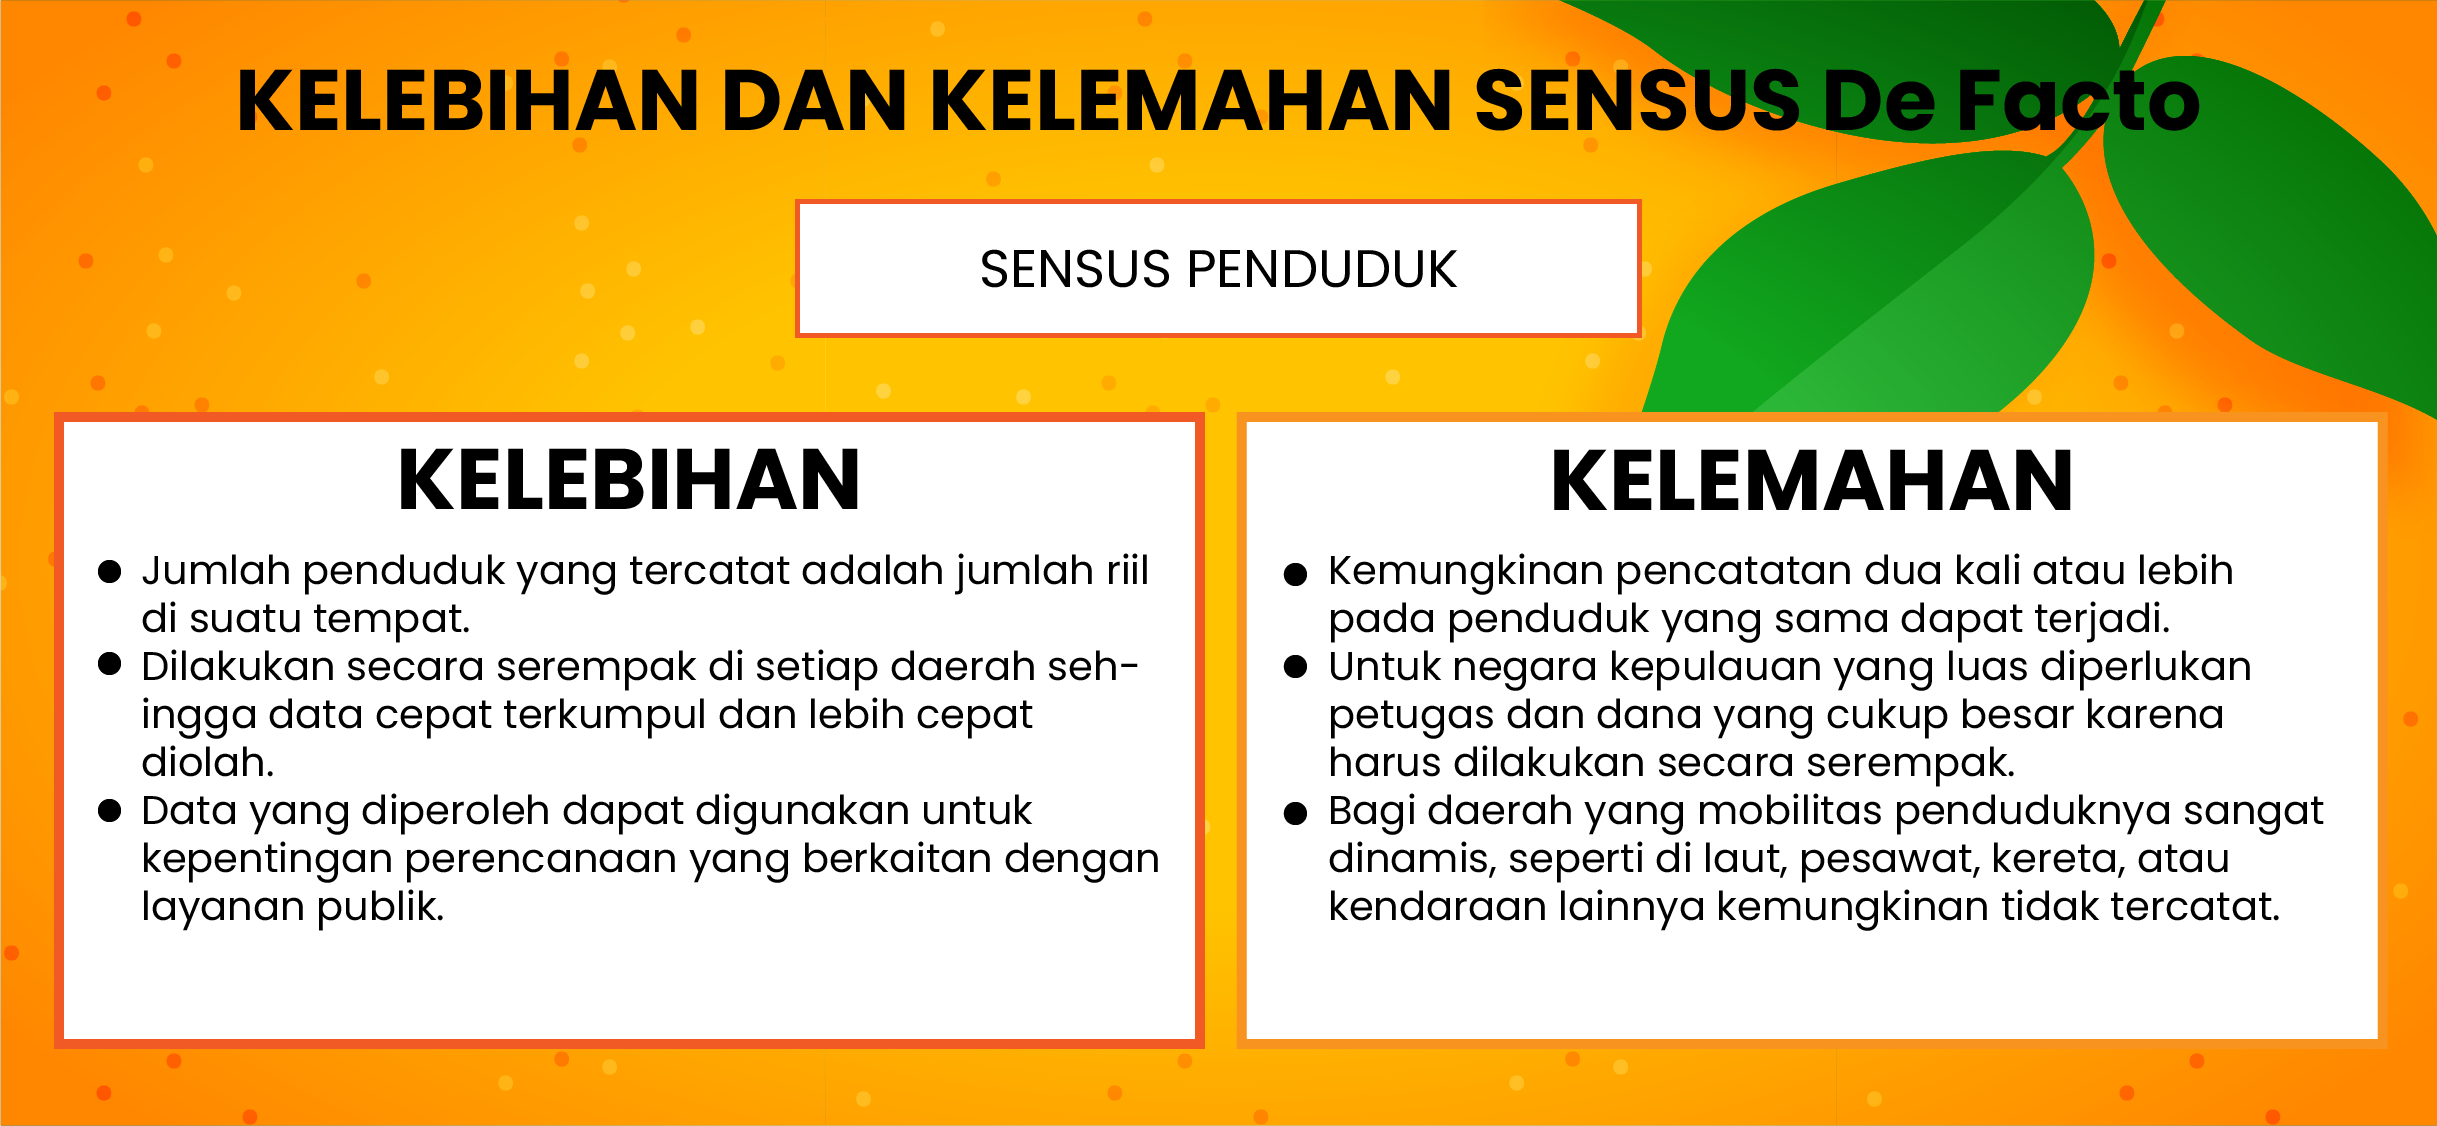 KELEBIHAN DAN KELEMAHAN SENSUS De Facto
SENSUS PENDUDUK
KELEBIHAN
● Jumlah penduduk yang tercatat adalah jumlah riil
di suatu tempat.
● Dilakukan secara serempak di setiap daerah seh-
ingga data cepat terkumpul dan lebih cepat
diolah.
● Data yang diperoleh dapat digunakan untuk
kepentingan perencanaan yang berkaitan dengan
layanan publik.
KELEMAHAN
● Kemungkinan pencatatan dua kali atau lebih
pada penduduk yang sama dapat terjadi.
● Untuk negara kepulauan yang luas diperlukan
petugas dan dana yang cukup besar karena
harus dilakukan secara serempak.
● Bagi daerah yang mobilitas penduduknya sangat
dinamis, seperti di laut, pesawat, kereta, atau
kendaraan lainnya kemungkinan tidak tercatat.